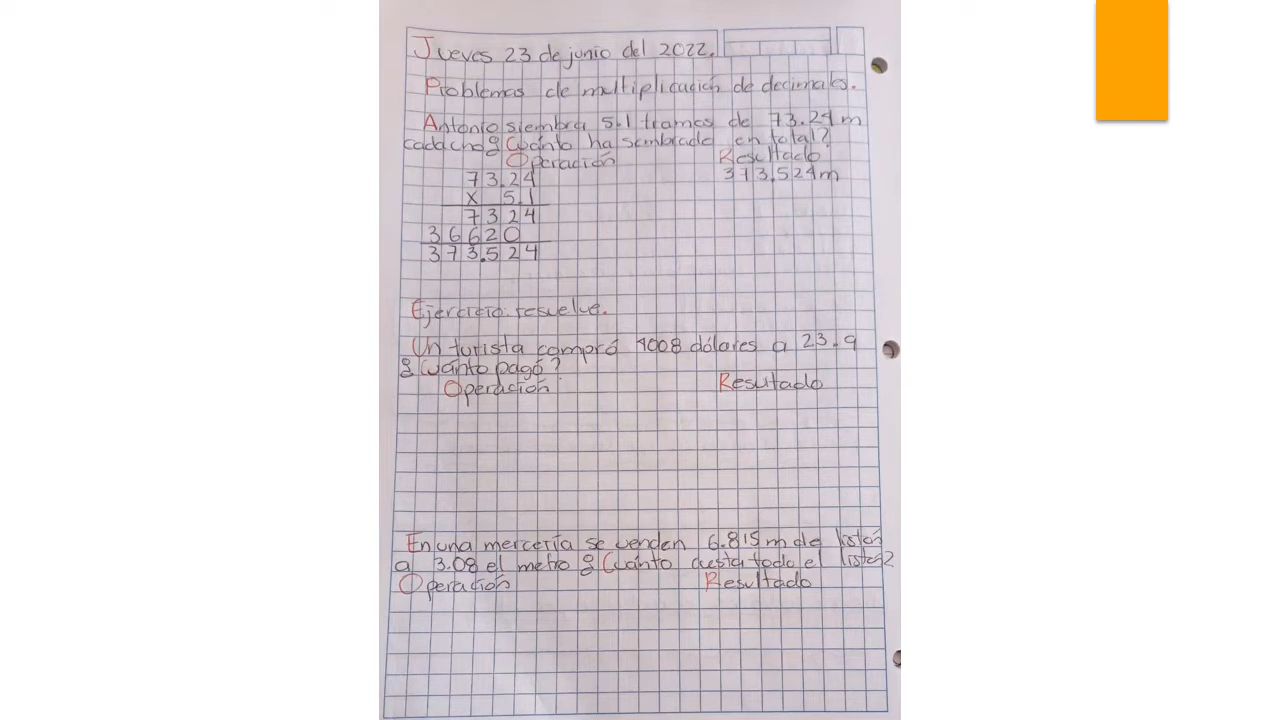 Jueves 23 de junio del 2022.
Problemas de multiplicación de decimales.
Antonio siembra 5.1 tramos de 73.24 m
cada uno ¿Cuánto ha sembrado en total?
Operación Resultado
73.24 373.524m
X 5.1
7324
36620
373.524
Ejercicio: resuelve.
Un turista compró 4008 dólares a 23.9
¿Cuánto pagó?
Operación Resultado
En una mercería se venden 6.815 m de listón
a 3.08 el metro ¿Cuánto cuesta todo el listón?
Operación Resultado